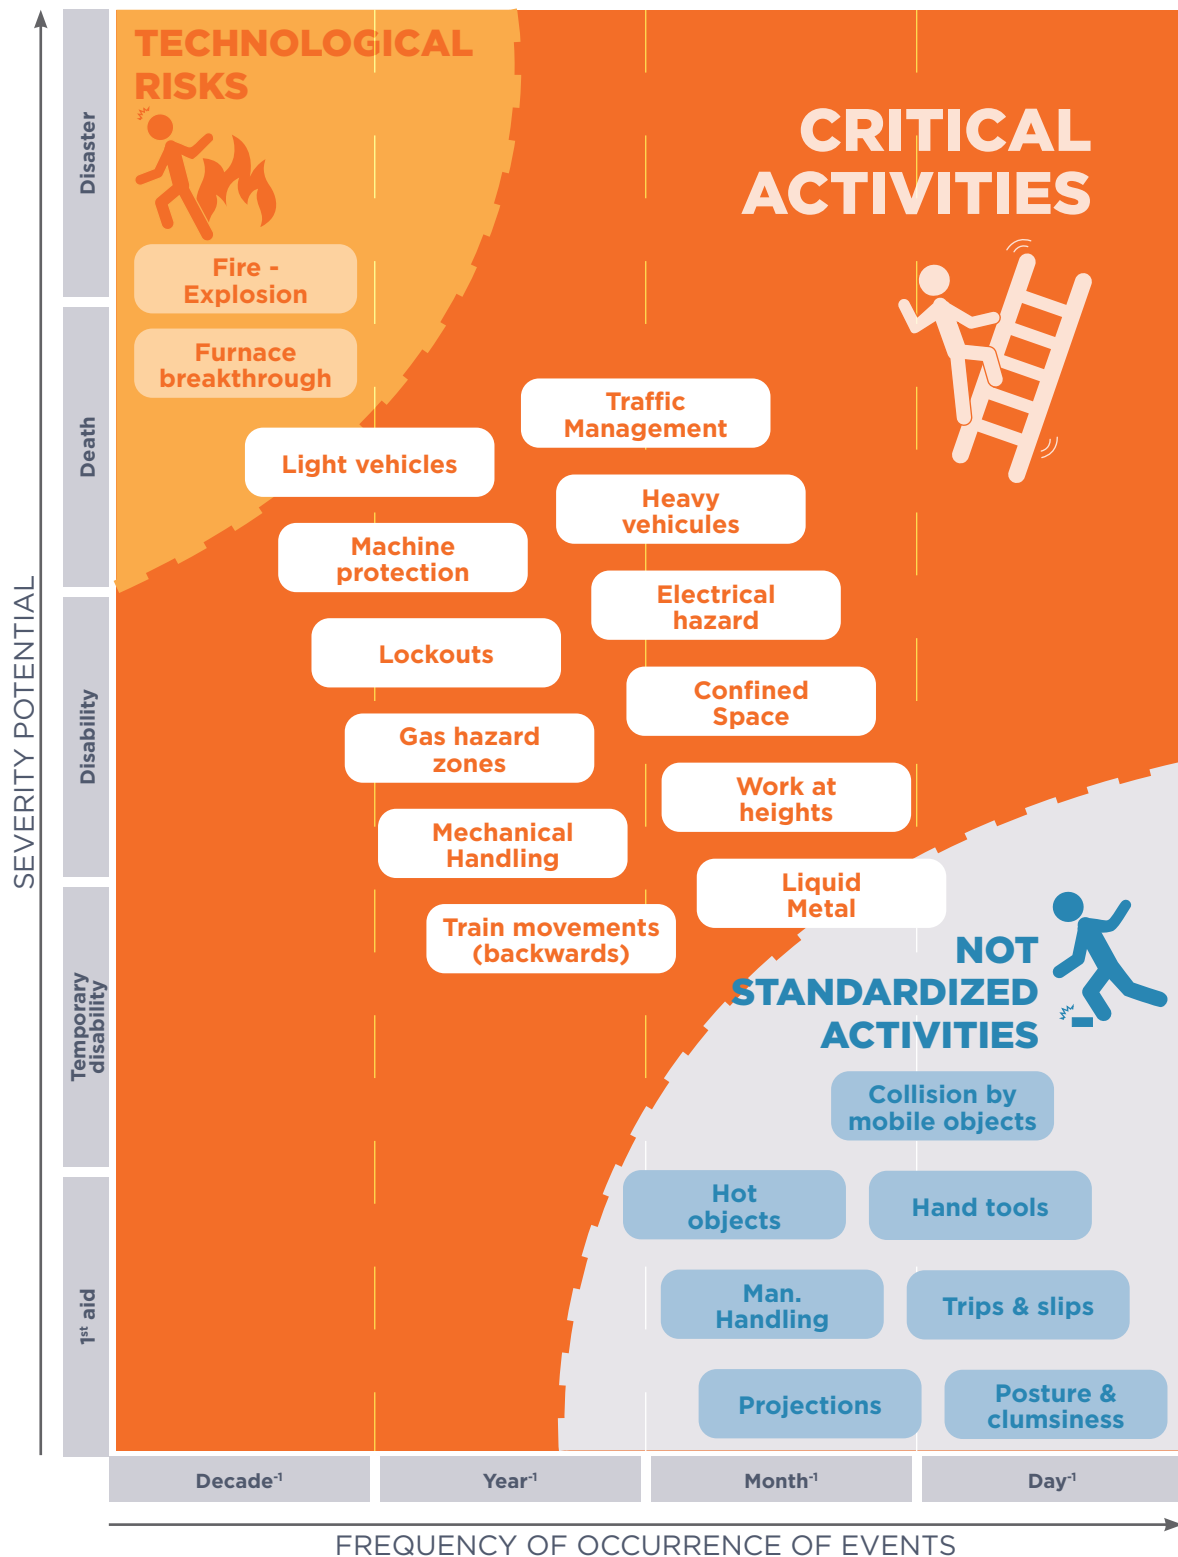 TECHNOLOGICAL
RISKS
CRITICAL
ACTIVITIES
Fire -
Explosion
Furnace
breakthrough
Traffic
Management
Light vehicles
Heavy
vehicules
Machine
protection
Electrical
hazard
Lockouts
Confined
Space
Gas hazard
zones
Work at
heights
Mechanical
Handling
Liquid
Metal
Train movements
(backwards)
NOT
STANDARDIZED
ACTIVITIES
Collision by
mobile objects
Hot
objects
Hand tools
Man.
Handling
Trips & slips
Projections
Posture &
clumsiness
SEVERITY POTENTIAL
Disaster
Death
Disability
Temporary
disability
1st aid
Decade-1
Year-1
Month-1
Day-1
FREQUENCY OF OCCURRENCE OF EVENTS